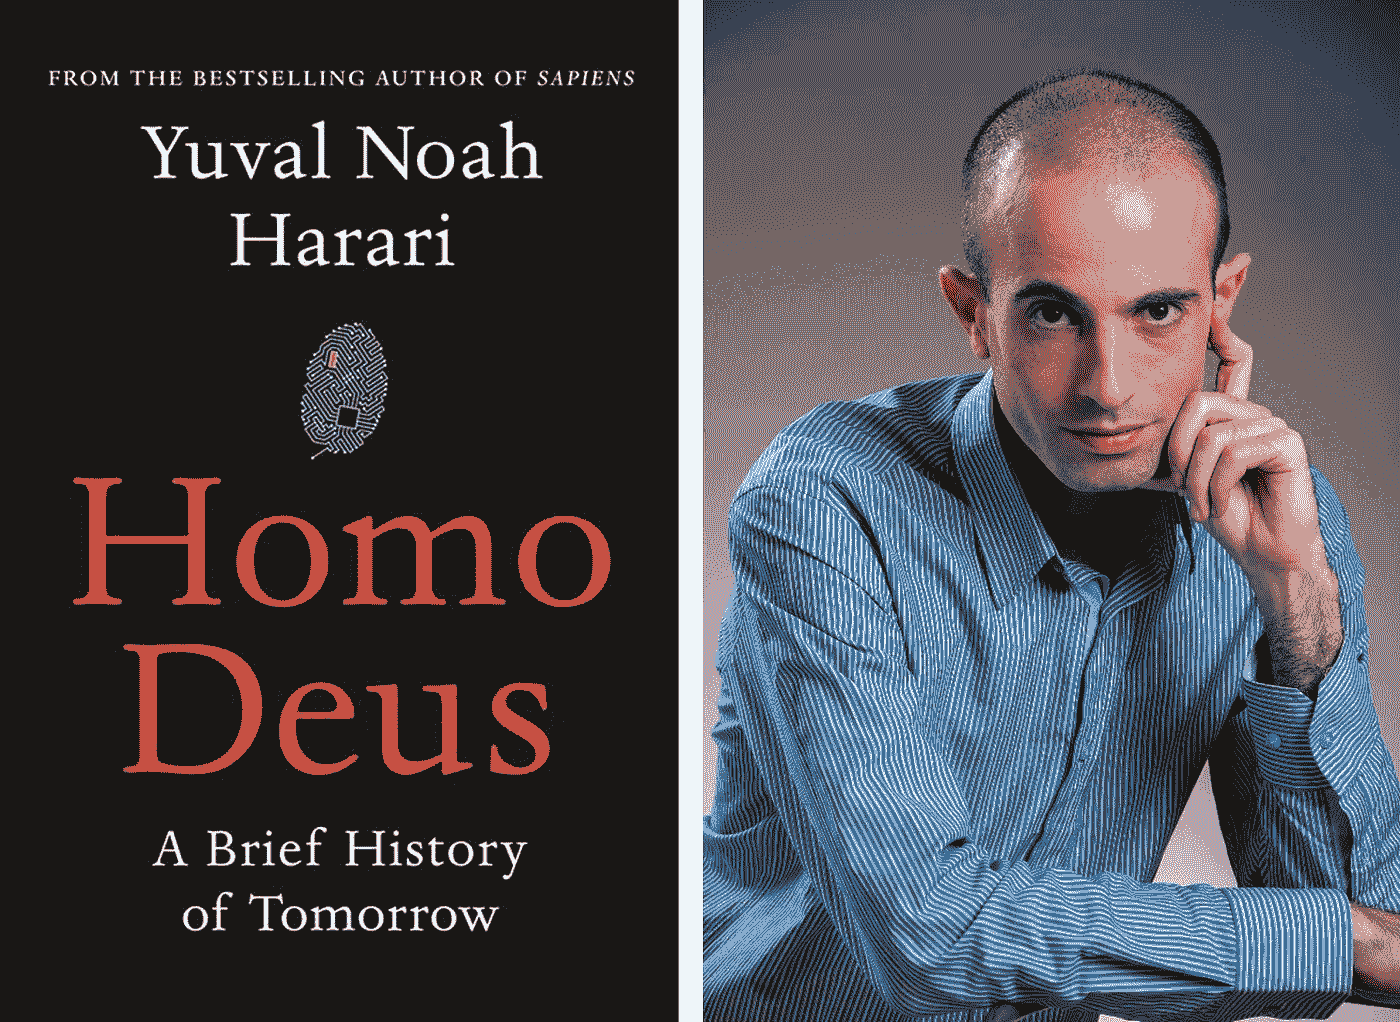 FROM THE BESTSELLING AUTHOR OF SAPIENS
Yuval Noah
Harari
Homo
Deus
A Brief History
of Tomorrow